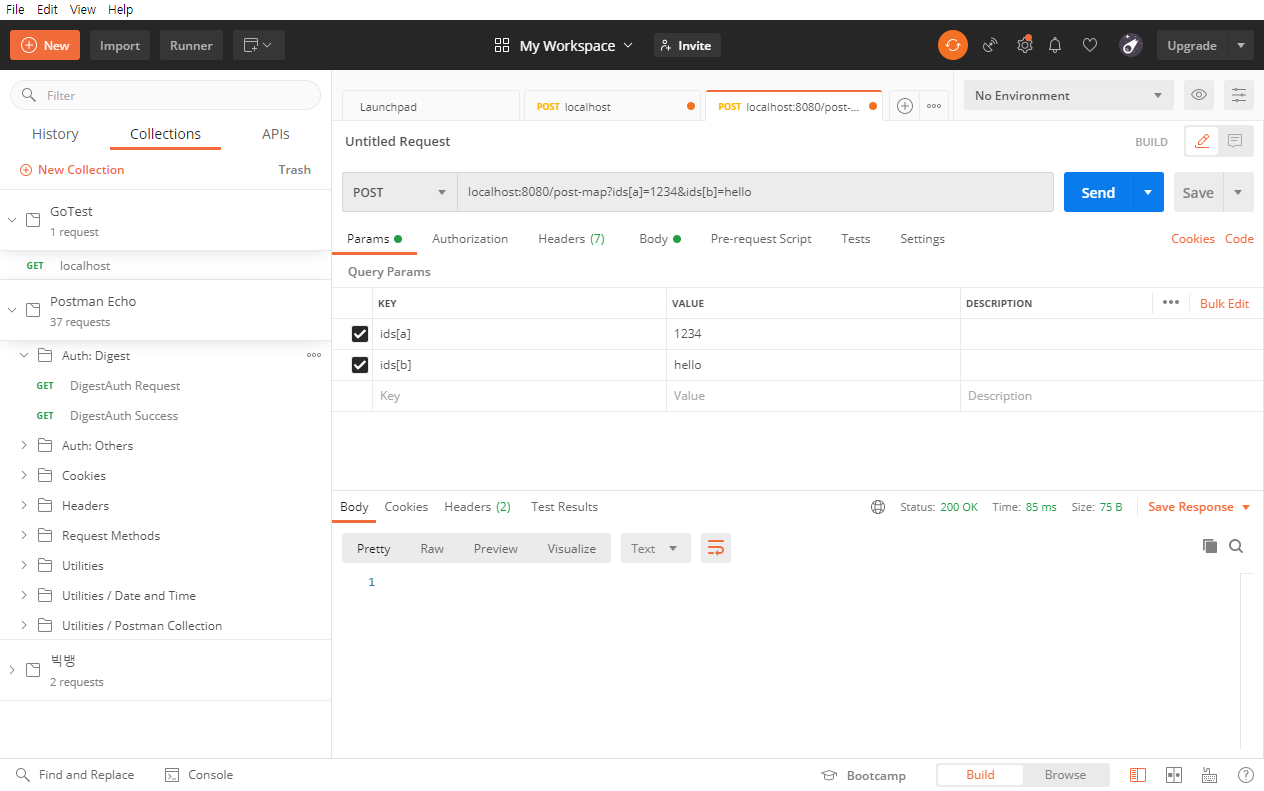 File Edit View Help
New Import Runner My Workspace Invite Upgrade
Filter
History Collections APIs
New Collection Trash
GoTest
1 request
GET localhost
Postman Echo
37 requests
Auth: Digest
GET DigestAuth Request
GET DigestAuth Success
Auth: Others
Cookies
Headers
Request Methods
Utilities
Utilities / Date and Time
Utilities / Postman Collection
빅뱅
2 requests
Launchpad POST localhost POST localhost:8080/post-... No Environment
Untitled Request BUILD
POST localhost:8080/post-map?ids[a]=1234&ids[b]=hello Send Save
Params Authorization Headers (7) Body Pre-request Script Tests Settings Cookies Code
Query Params
KEY VALUE DESCRIPTION Bulk Edit
ids[a] 1234
ids[b] hello
Key Value Description
Body Cookies Headers (2) Test Results Status: 200 OK Time: 85 ms Size: 75 B Save Response
Pretty Raw Preview Visualize Text
1
Find and Replace Console Bootcamp Build Browse